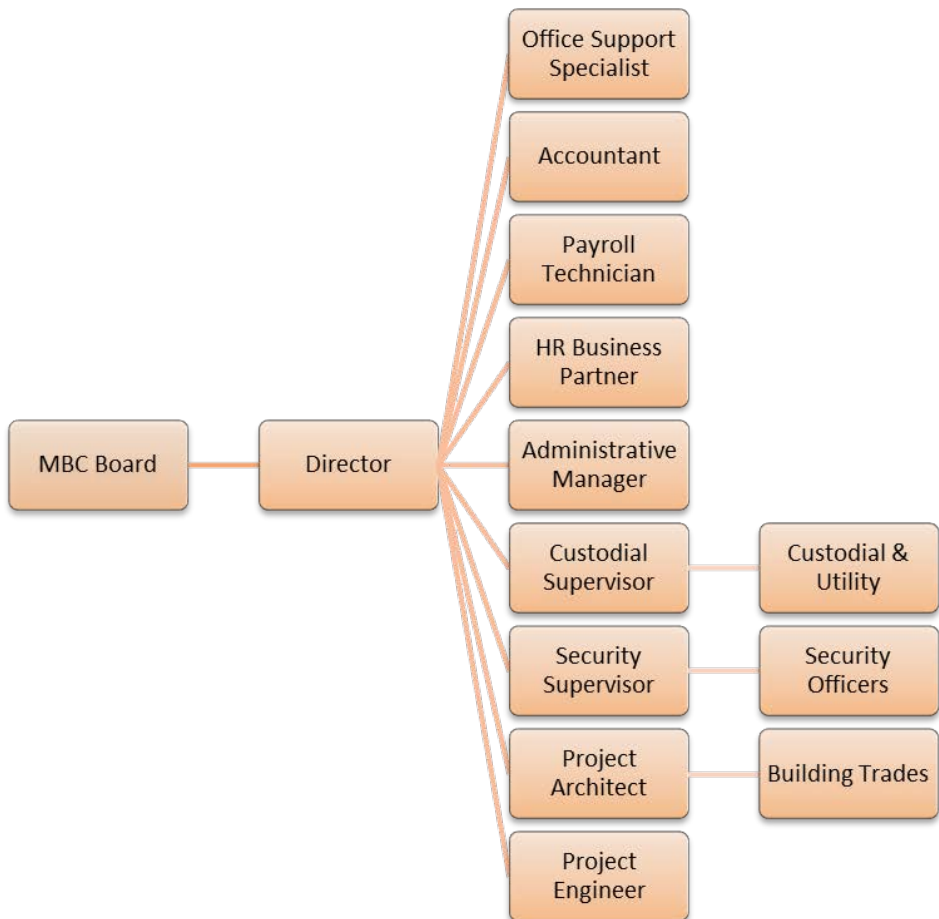 Office Support
Specialist
Accountant
Payroll
Technician
HR Business
Partner
MBC Board
Director
Administrative
Manager
Custodial
Supervisor
Custodial &
Utility
Security
Supervisor
Security
Officers
Project
Architect
Building Trades
Project
Engineer